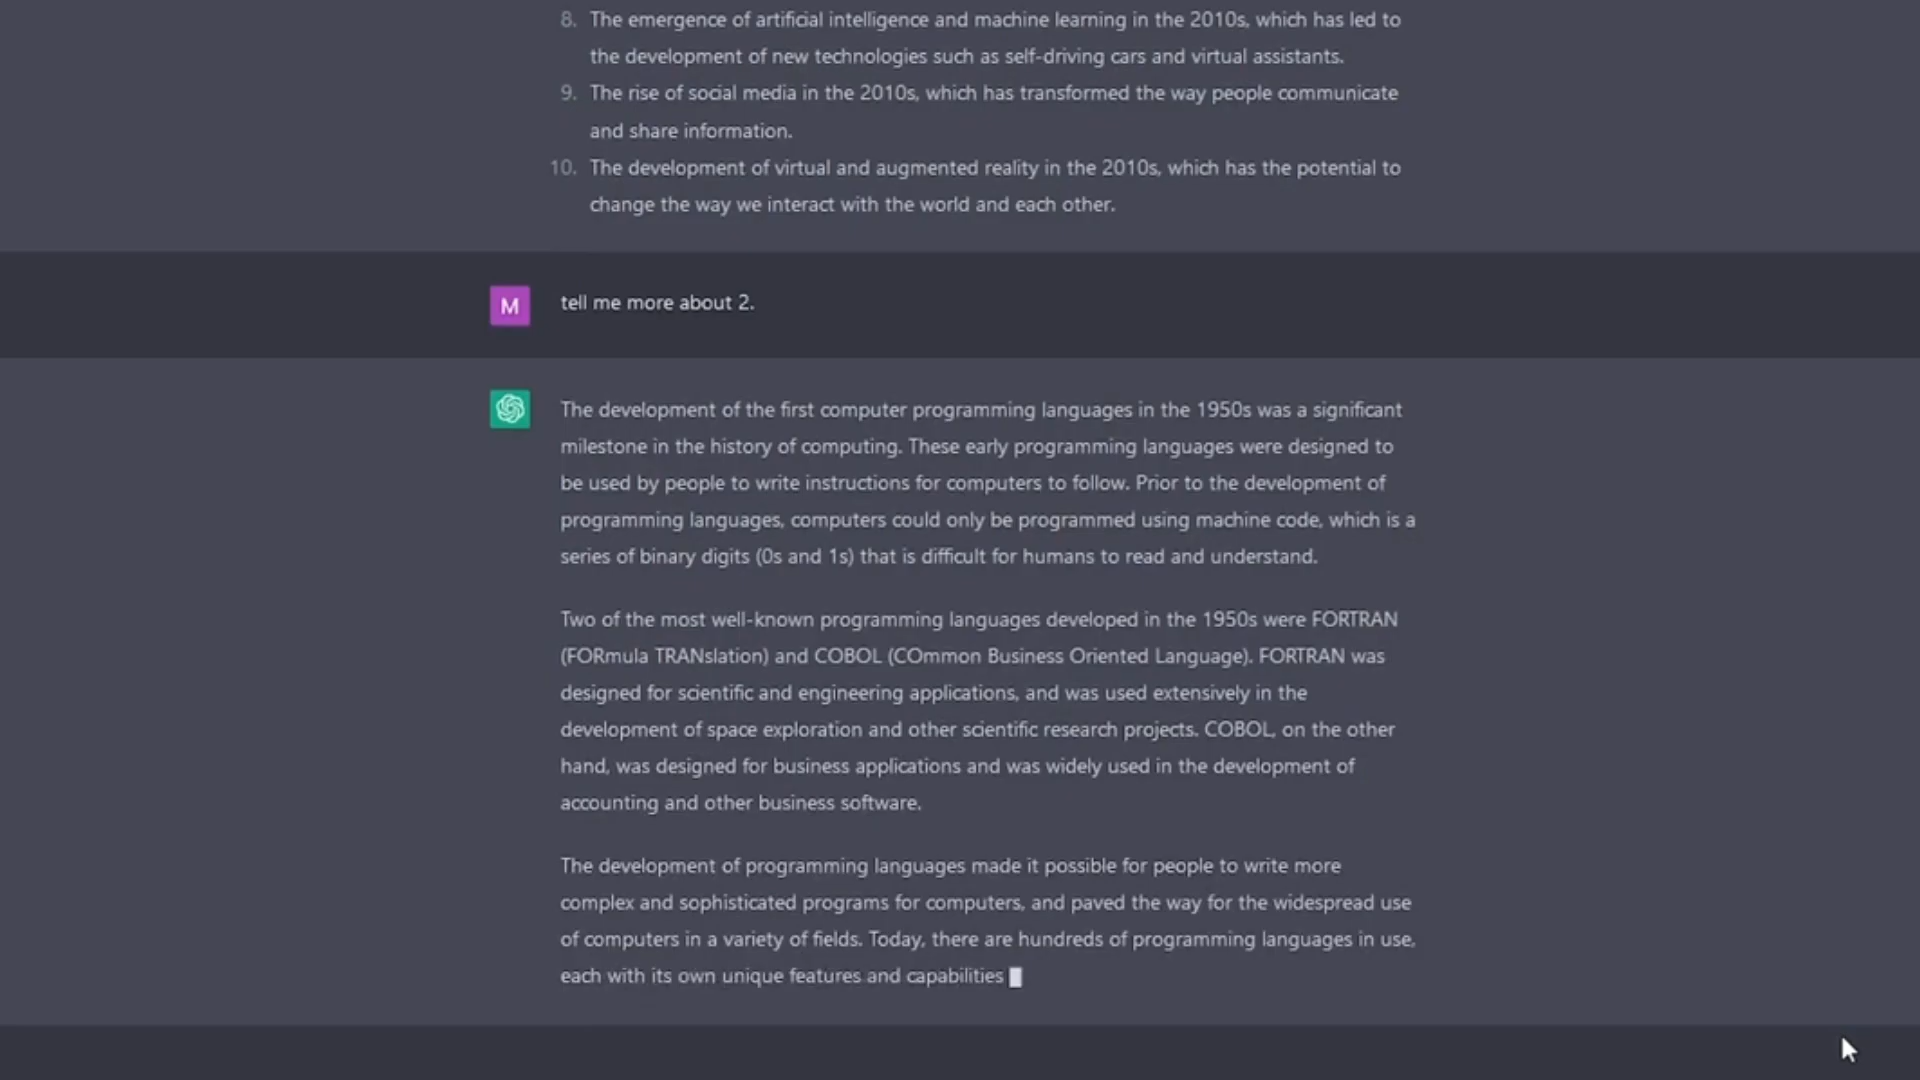 8. The emergence of artificial intelligence and machine learning in the 2010s, which has led to
the development of new technologies such as self-driving cars and virtual assistants.
9. The rise of social media in the 2010s, which has transformed the way people communicate
and share information.
10. The development of virtual and augmented reality in the 2010s, which has the potential to
change the way we interact with the world and each other.
M
tell me more about 2.
The development of the first computer programming languages in the 1950s was a significant
milestone in the history of computing. These early programming languages were designed to
be used by people to write instructions for computers to follow. Prior to the development of
programming languages, computers could only be programmed using machine code, which is a
series of binary digits (0s and 1s) that is difficult for humans to read and understand.
Two of the most well-known programming languages developed in the 1950s were FORTRAN
(FORmula TRANslation) and COBOL (COmmon Business Oriented Language). FORTRAN was
designed for scientific and engineering applications, and was used extensively in the
development of space exploration and other scientific research projects. COBOL, on the other
hand, was designed for business applications and was widely used in the development of
accounting and other business software.
The development of programming languages made it possible for people to write more
complex and sophisticated programs for computers, and paved the way for the widespread use
of computers in a variety of fields. Today, there are hundreds of programming languages in use,
each with its own unique features and capabilities